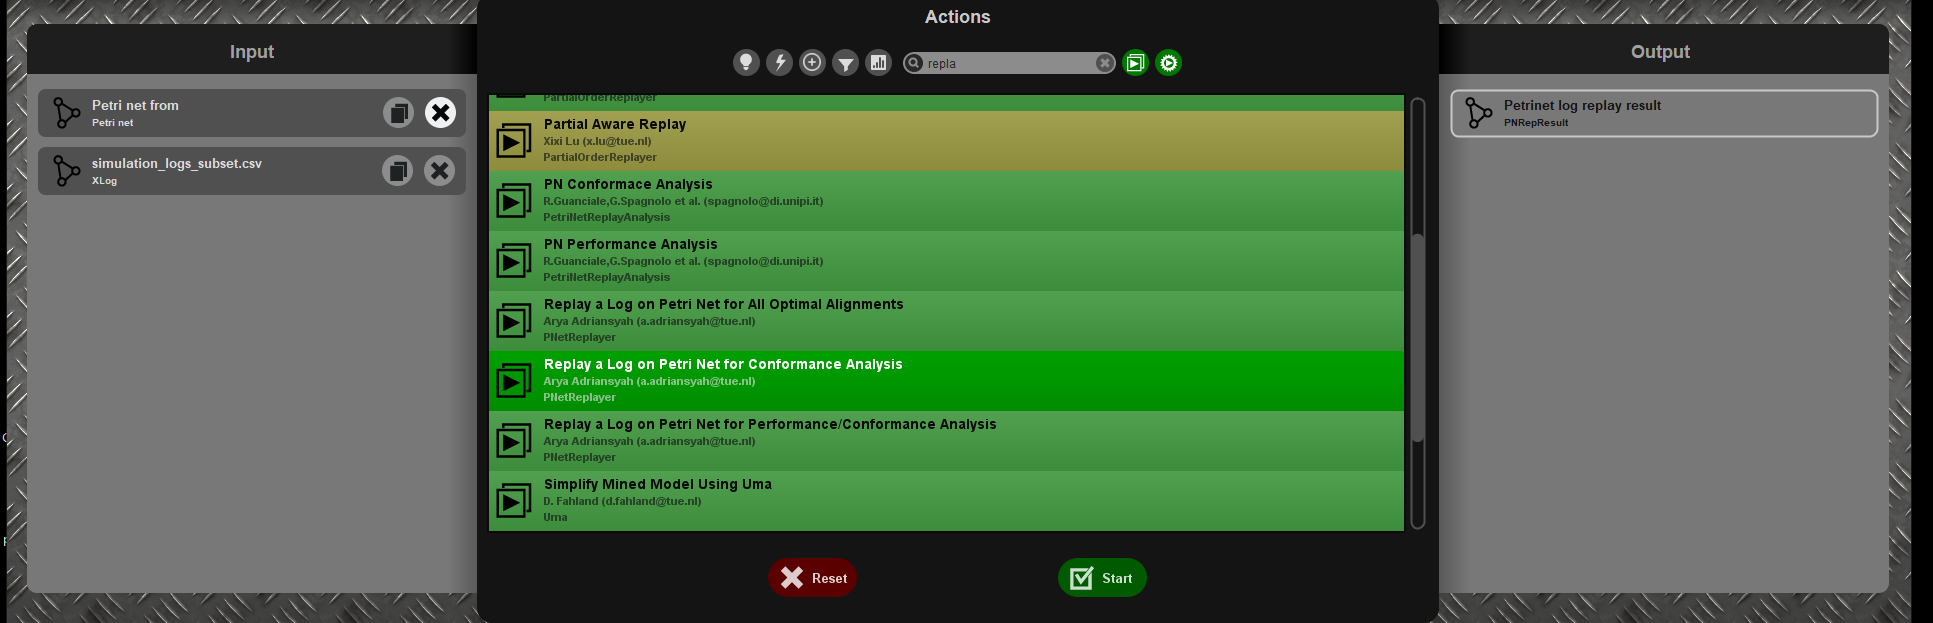 Actions
Input
Output
repla
Petri net from
Petri net
simulation_logs_subset.csv
XLog
PartialOrderReplayer
Partial Aware Replay
Xixi Lu (x.lu@tue.nl)
PartialOrderReplayer
PN Conformace Analysis
R.Guanciale,G.Spagnolo et al. (spagnolo@di.unipi.it)
PetriNetReplayAnalysis
PN Performance Analysis
R.Guanciale,G.Spagnolo et al. (spagnolo@di.unipi.it)
PetriNetReplayAnalysis
Replay a Log on Petri Net for All Optimal Alignments
Arya Adriansyah (a.adriansyah@tue.nl)
PNetReplayer
Replay a Log on Petri Net for Conformance Analysis
Arya Adriansyah (a.adriansyah@tue.nl)
PNetReplayer
Replay a Log on Petri Net for Performance/Conformance Analysis
Arya Adriansyah (a.adriansyah@tue.nl)
PNetReplayer
Simplify Mined Model Using Uma
D. Fahland (d.fahland@tue.nl)
Uma
Reset
Start
Petrinet log replay result
PNRepResult